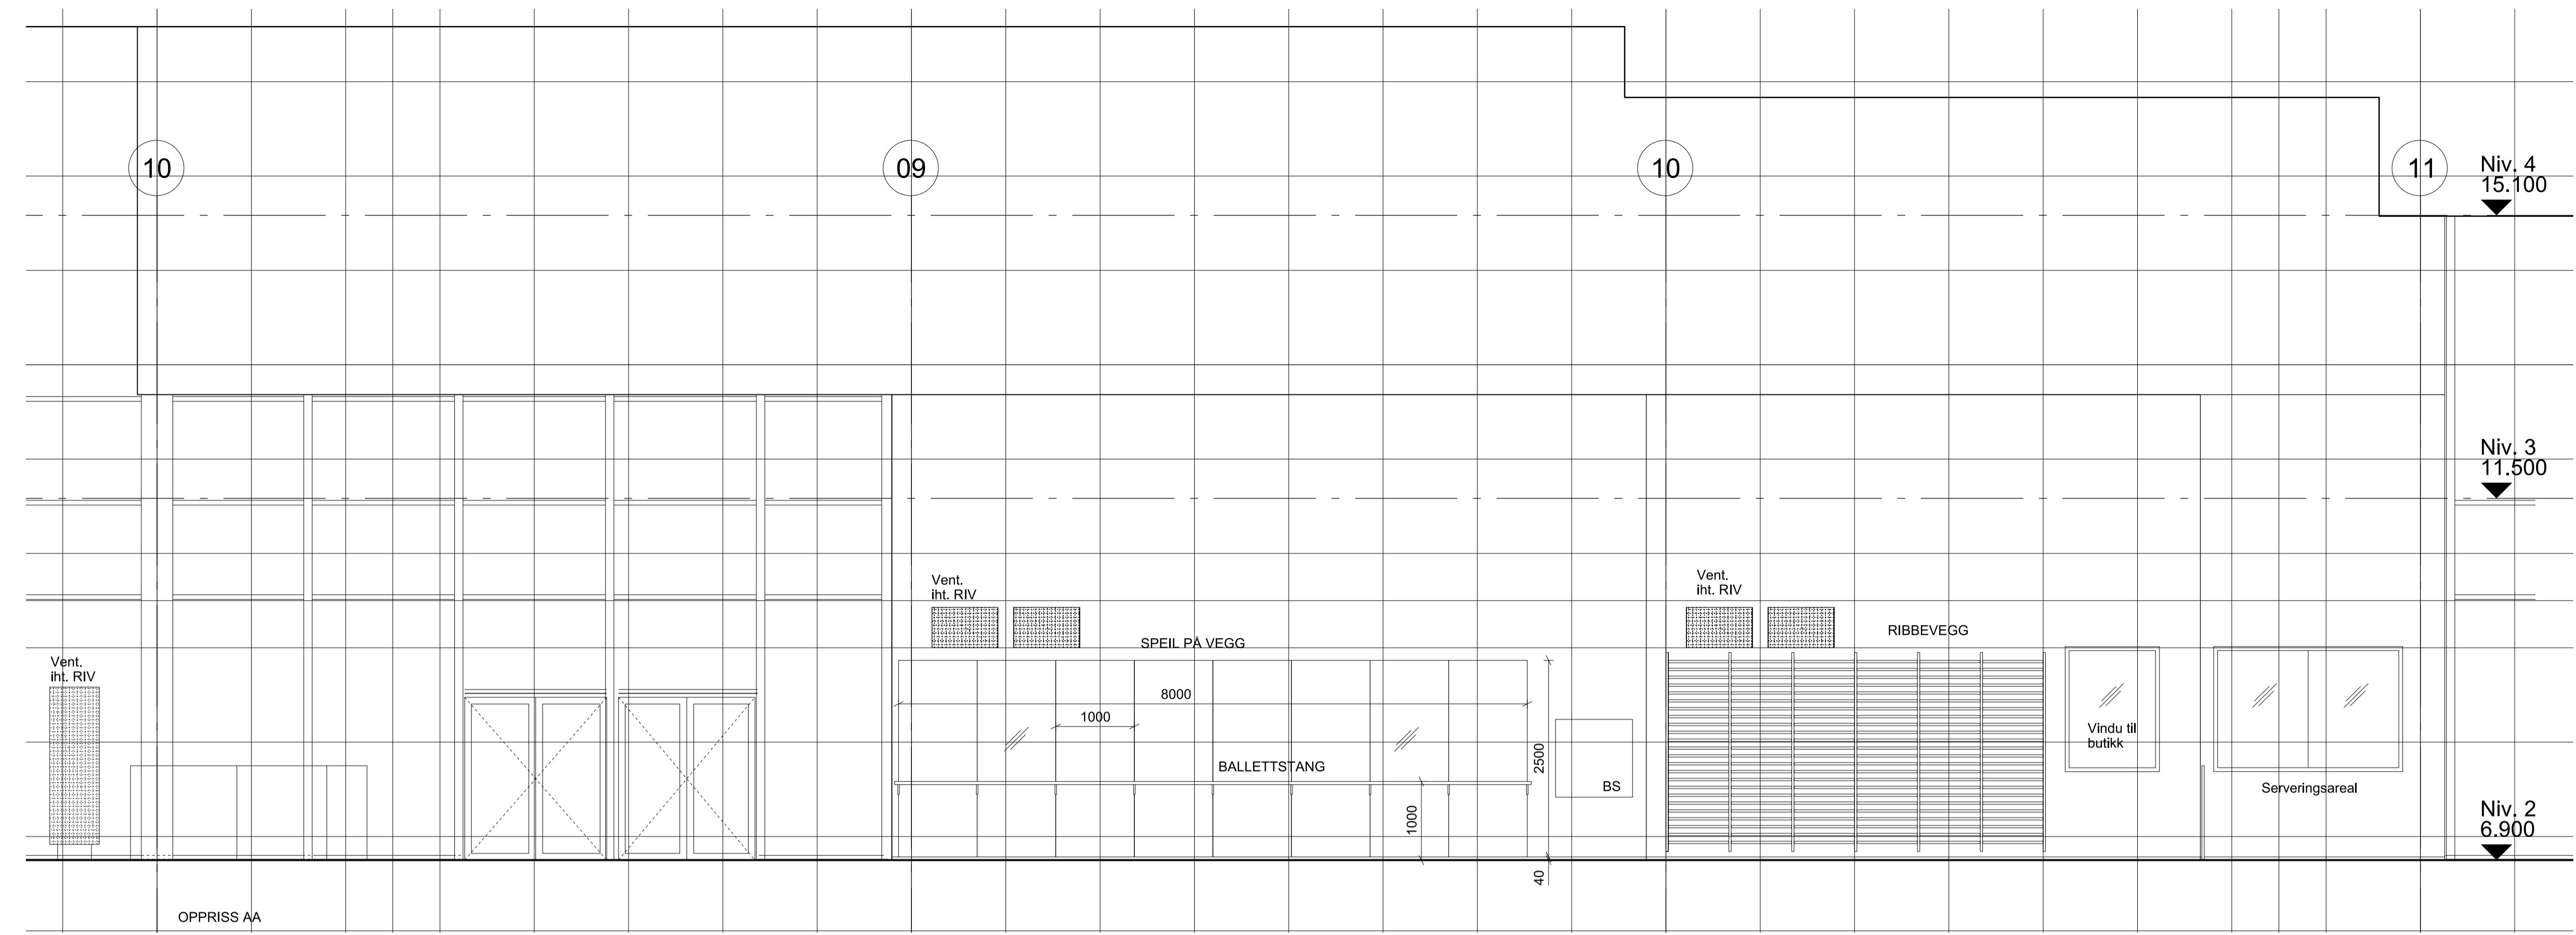 10
09
10
11
Niv. 4
15.100
Niv. 3
11.500
Vent.
iht. RIV
Vent.
iht. RIV
RIBBEVEGG
SPEIL PÅ VEGG
Vent.
iht. RIV
8000
1000
Vindu til
butikk
2500
BALLETTSTANG
BS
Serveringsareal
1000
Niv. 2
6.900
40
OPPRISS AA